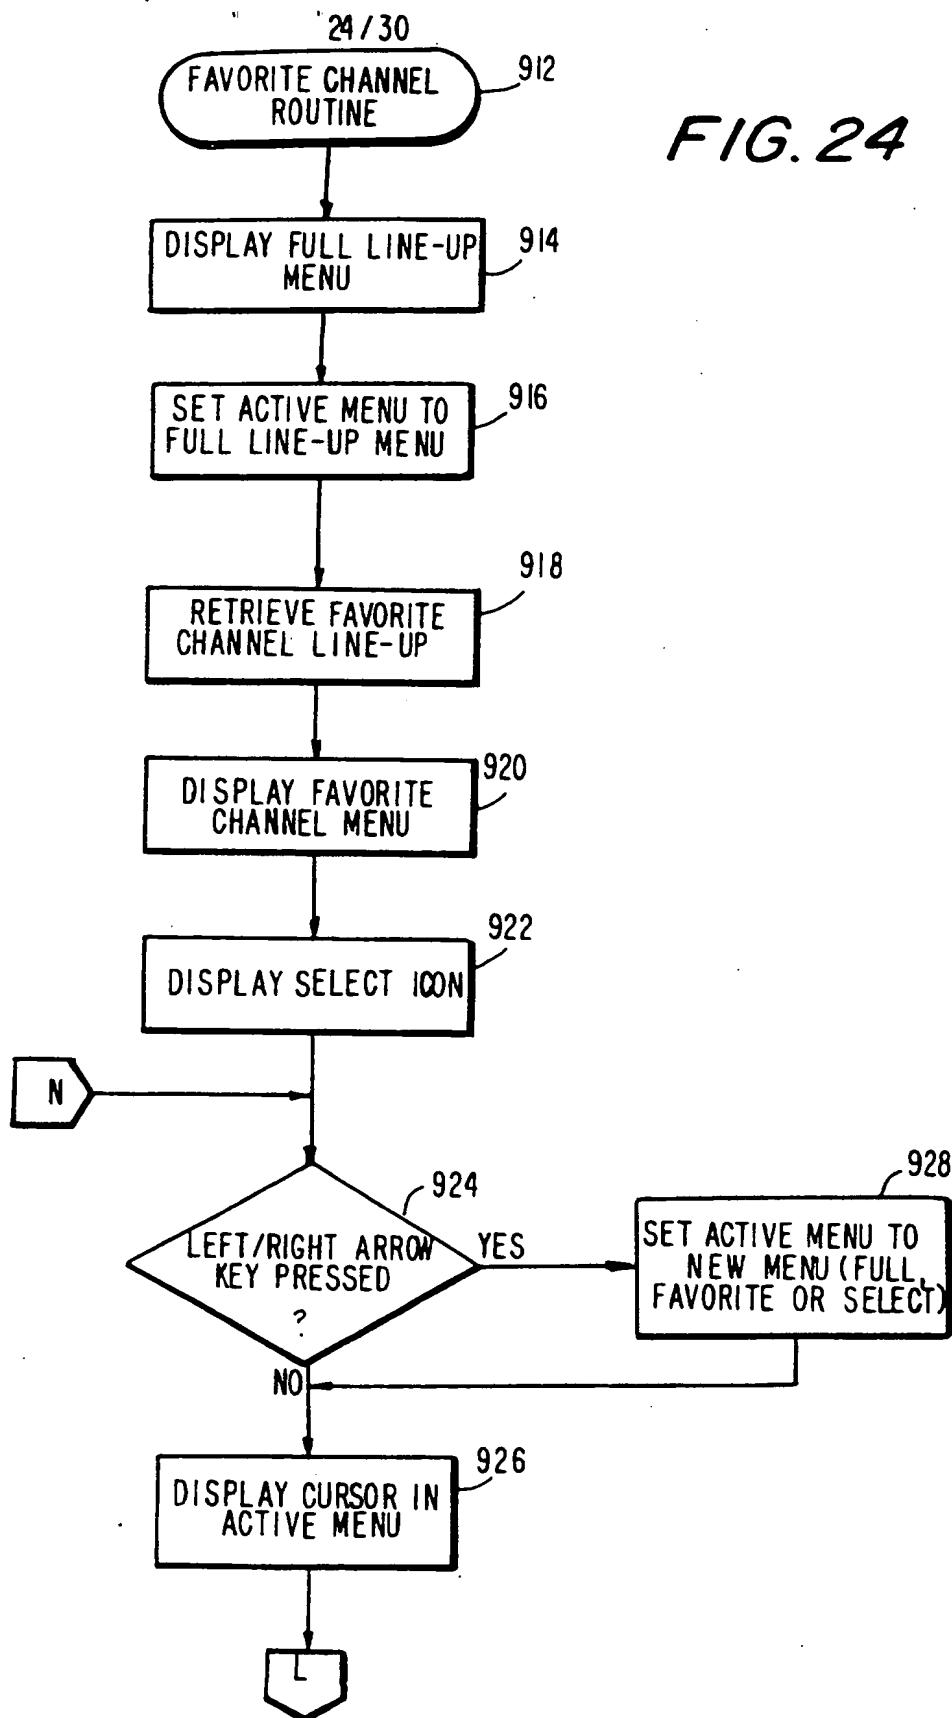 24/30
FAVORITE CHANNEL
ROUTINE
912
FIG. 24
DISPLAY FULL LINE-UP
MENU
914
SET ACTIVE MENU TO
FULL LINE-UP MENU
916
RETRIEVE FAVORITE
CHANNEL LINE-UP
918
DISPLAY FAVORITE
CHANNEL MENU
920
DISPLAY SELECT ICON
922
N
924
LEFT/RIGHT ARROW
KEY PRESSED
?
YES
928
SET ACTIVE MENU TO
NEW MENU (FULL,
FAVORITE OR SELECT)
NO
926
DISPLAY CURSOR IN
ACTIVE MENU
L